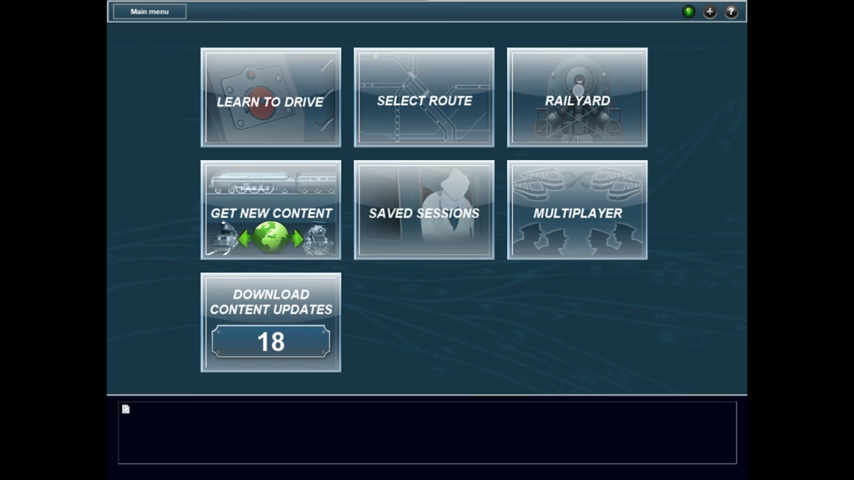 Main menu
?
LEARN TO DRIVE
SELECT ROUTE
RAILYARD
GET NEW CONTENT
SAVED SESSIONS
MULTIPLAYER
DOWNLOAD
CONTENT UPDATES
18